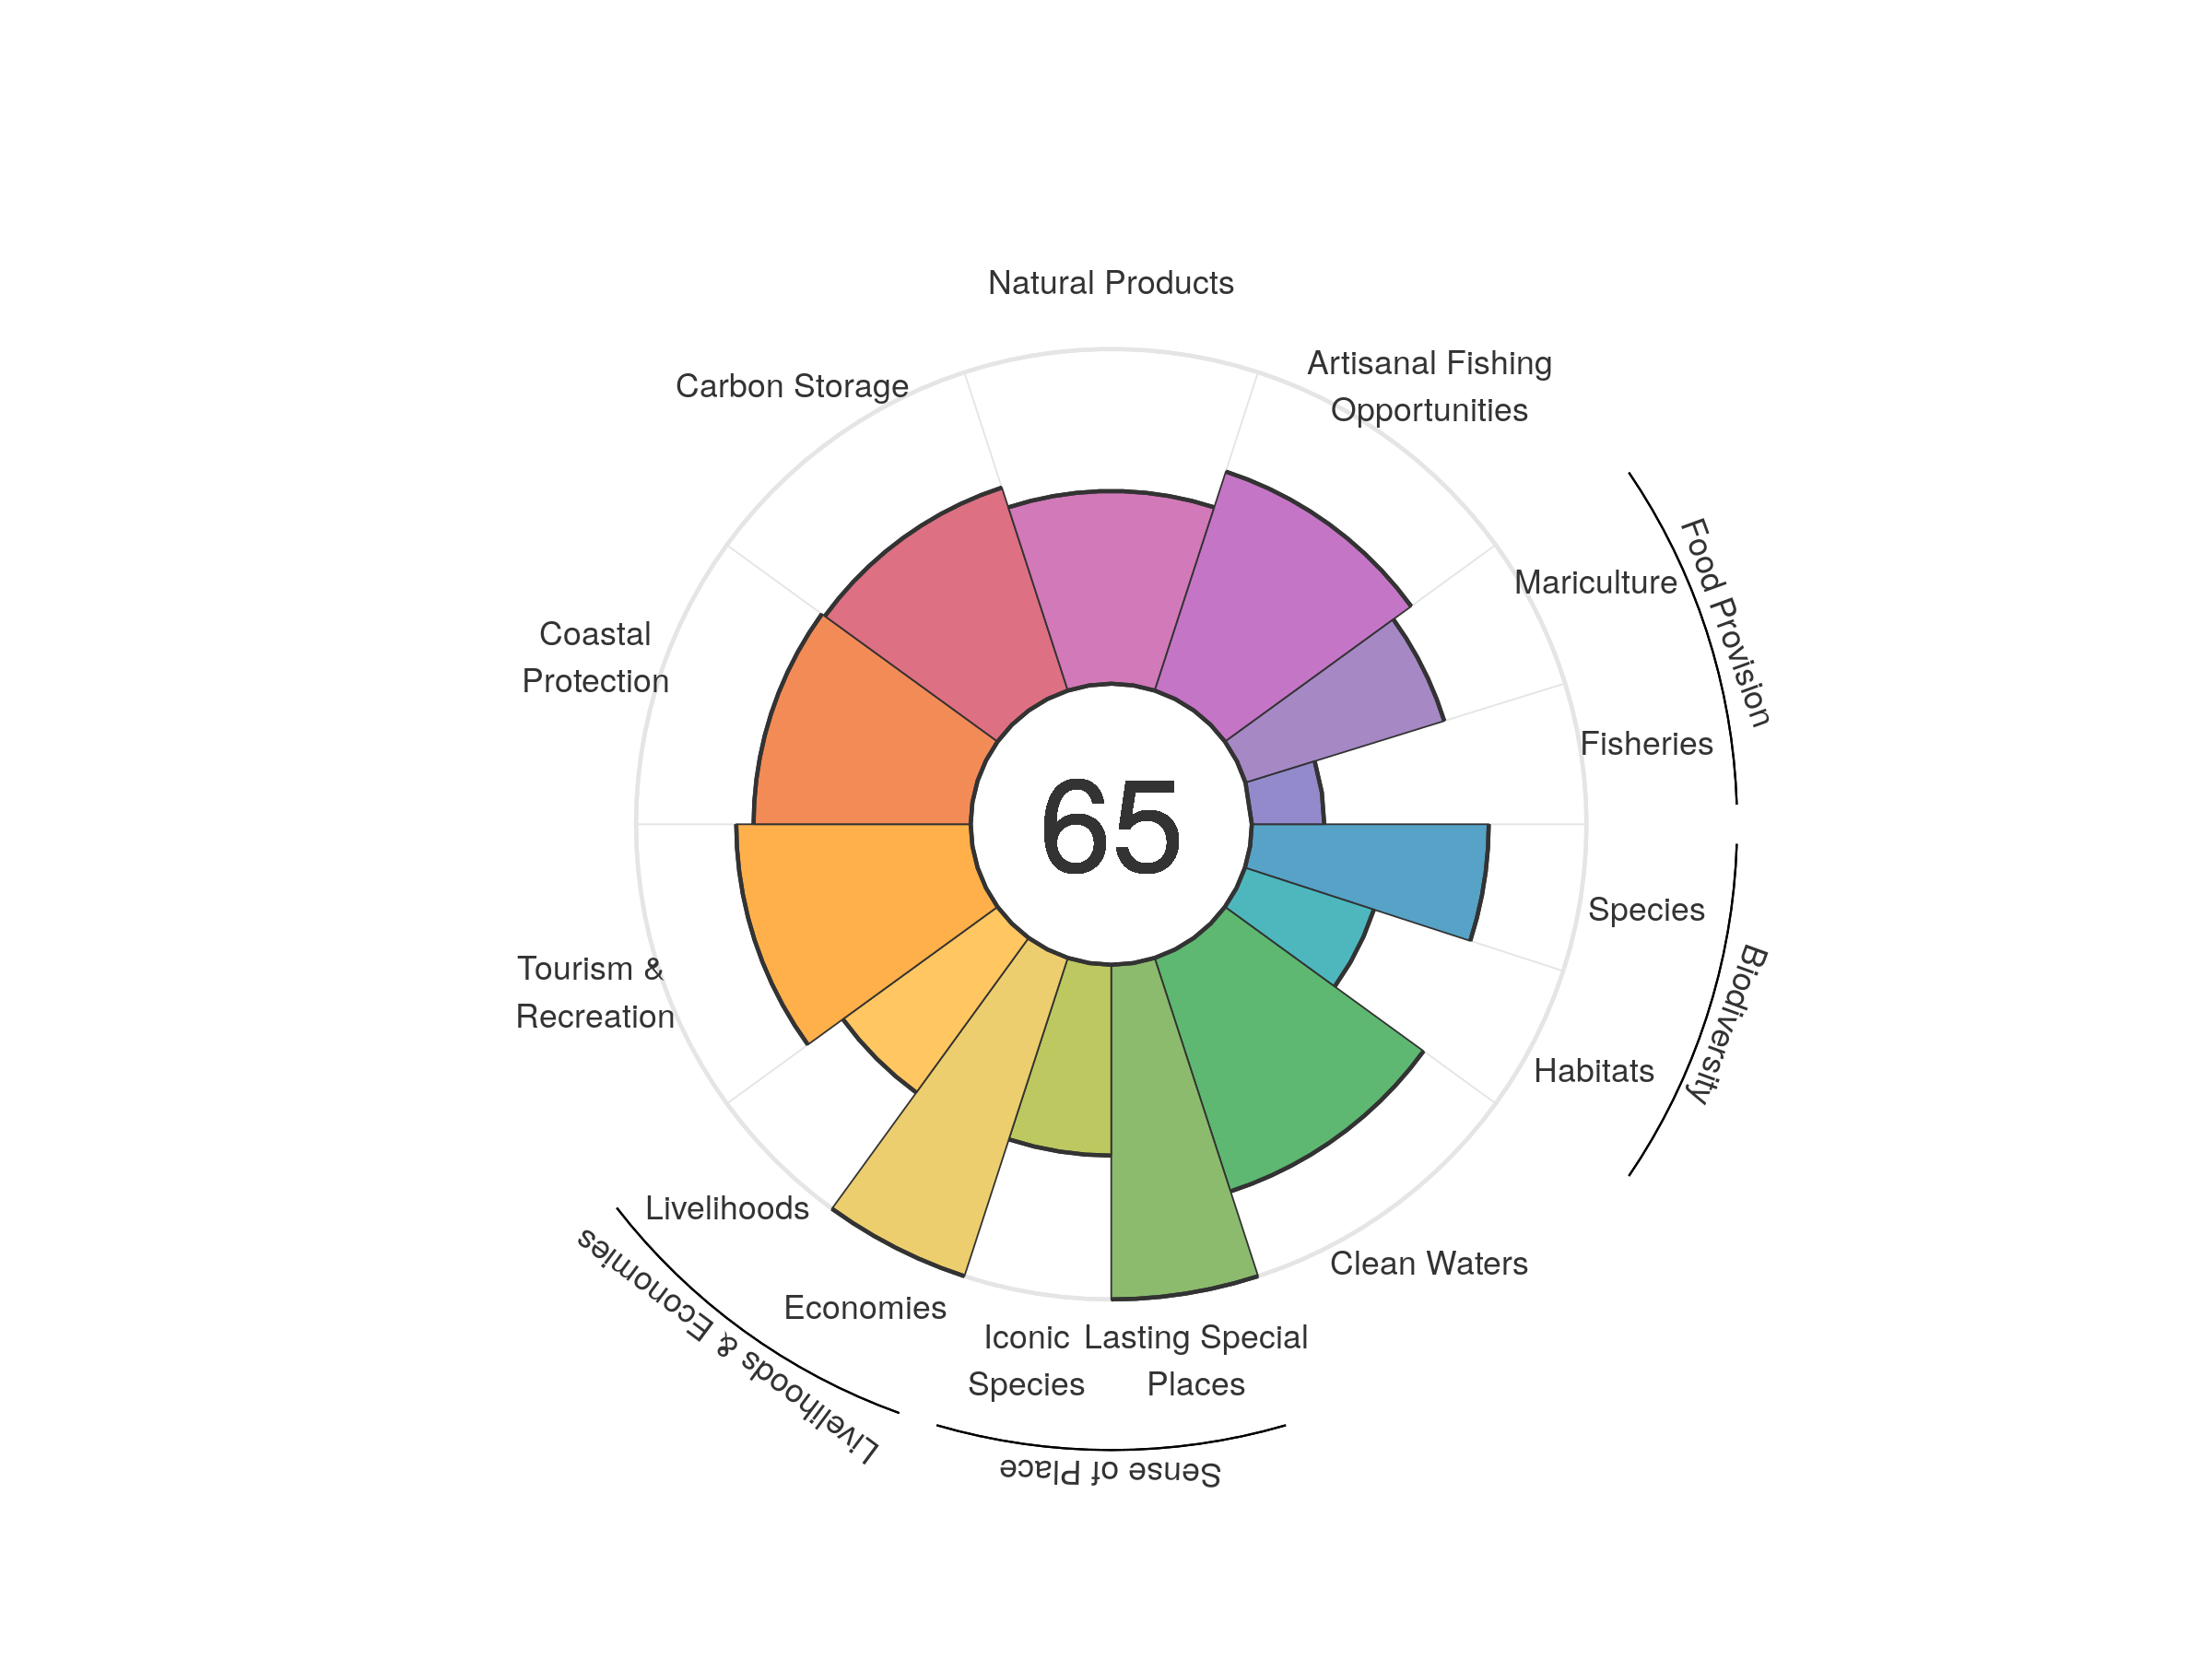 Natural Products
Artisanal Fishing
Opportunities
Carbon Storage
Food Provision
Mariculture
Coastal
Protection
Fisheries
65
Species
Biodiversity
Tourism &
Recreation
Habitats
Livelihoods
Livelihoods & Economies
Clean Waters
Economies
Iconic
Species
Lasting Special
Places
Sense of Place